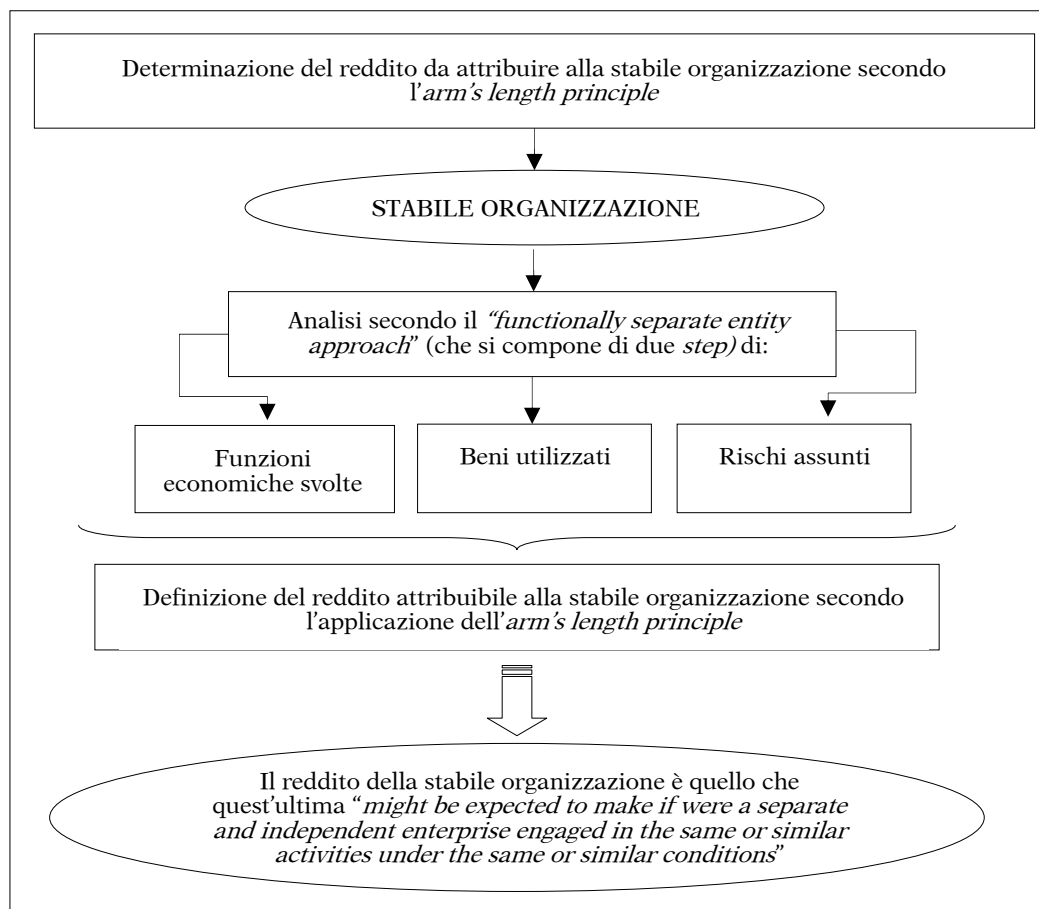 Determinazione del reddito da attribuire alla stabile organizzazione secondo
l'arm's length principle
STABILE ORGANIZZAZIONE
Analisi secondo il “functionally separate entity
approach” (che si compone di due step) di:
Funzioni
economiche svolte
Beni utilizzati
Rischi assunti
Definizione del reddito attribuibile alla stabile organizzazione secondo
l'applicazione dell'arm's length principle
Il reddito della stabile organizzazione è quello che
quest'ultima “might be expected to make if were a separate
and independent enterprise engaged in the same or similar
activities under the same or similar conditions”